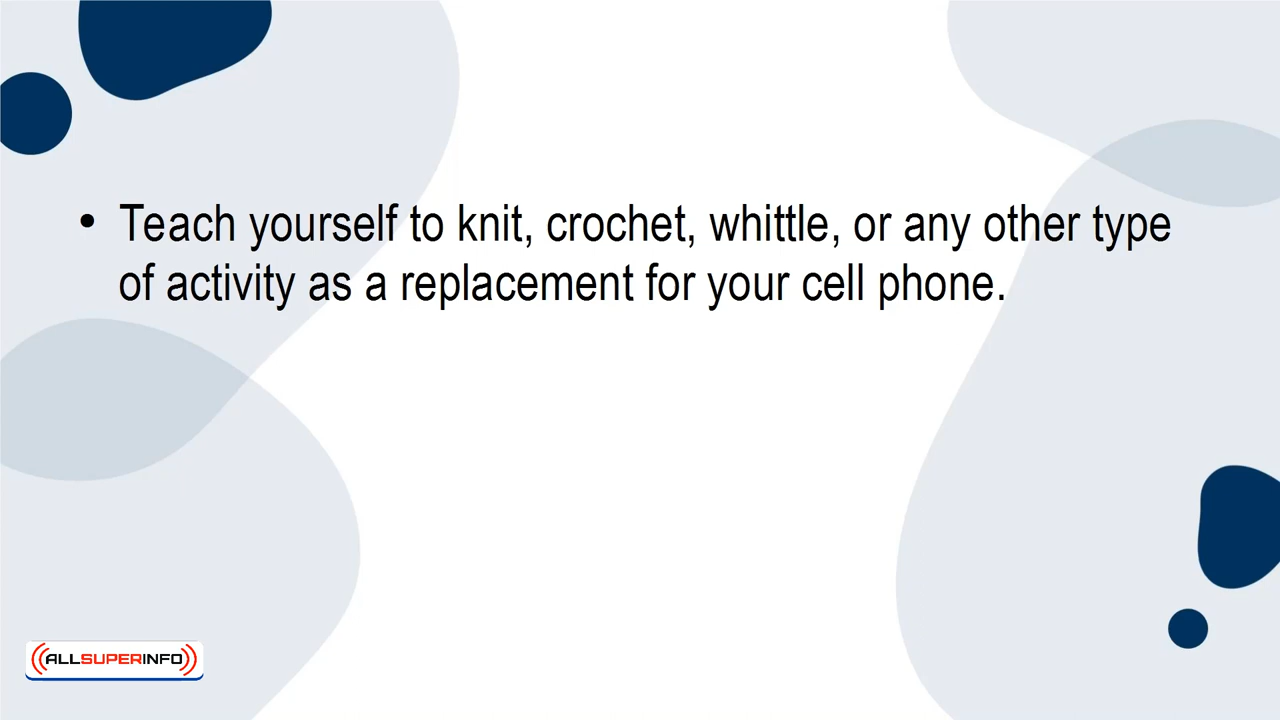 • Teach yourself to knit, crochet, whittle, or any other type
of activity as a replacement for your cell phone.
ALLSUPERINFO